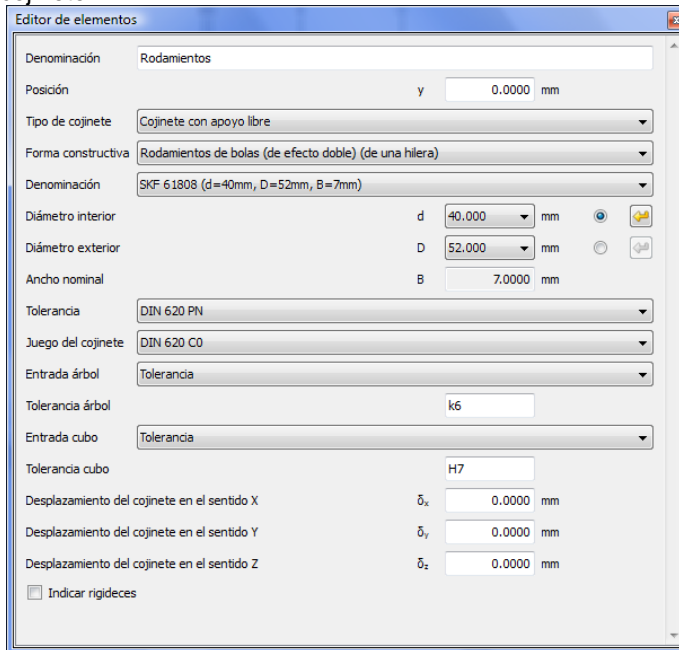 Editor de elementos
Denominación Rodamientos
Posición y 0.0000 mm
Tipo de cojinete Cojinete con apoyo libre
Forma constructiva Rodamientos de bolas (de efecto doble) (de una hilera)
Denominación SKF 61808 (d=40mm, D=52mm, B=7mm)
Diámetro interior d 40.000 mm
Diámetro exterior D 52.000 mm
Ancho nominal B 7.0000 mm
Tolerancia DIN 620 PN
Juego del cojinete DIN 620 C0
Entrada árbol Tolerancia
Tolerancia árbol k6
Entrada cubo Tolerancia
Tolerancia cubo H7
Desplazamiento del cojinete en el sentido X δₓ 0.0000 mm
Desplazamiento del cojinete en el sentido Y δᵧ 0.0000 mm
Desplazamiento del cojinete en el sentido Z δz 0.0000 mm
Indicar rigideces